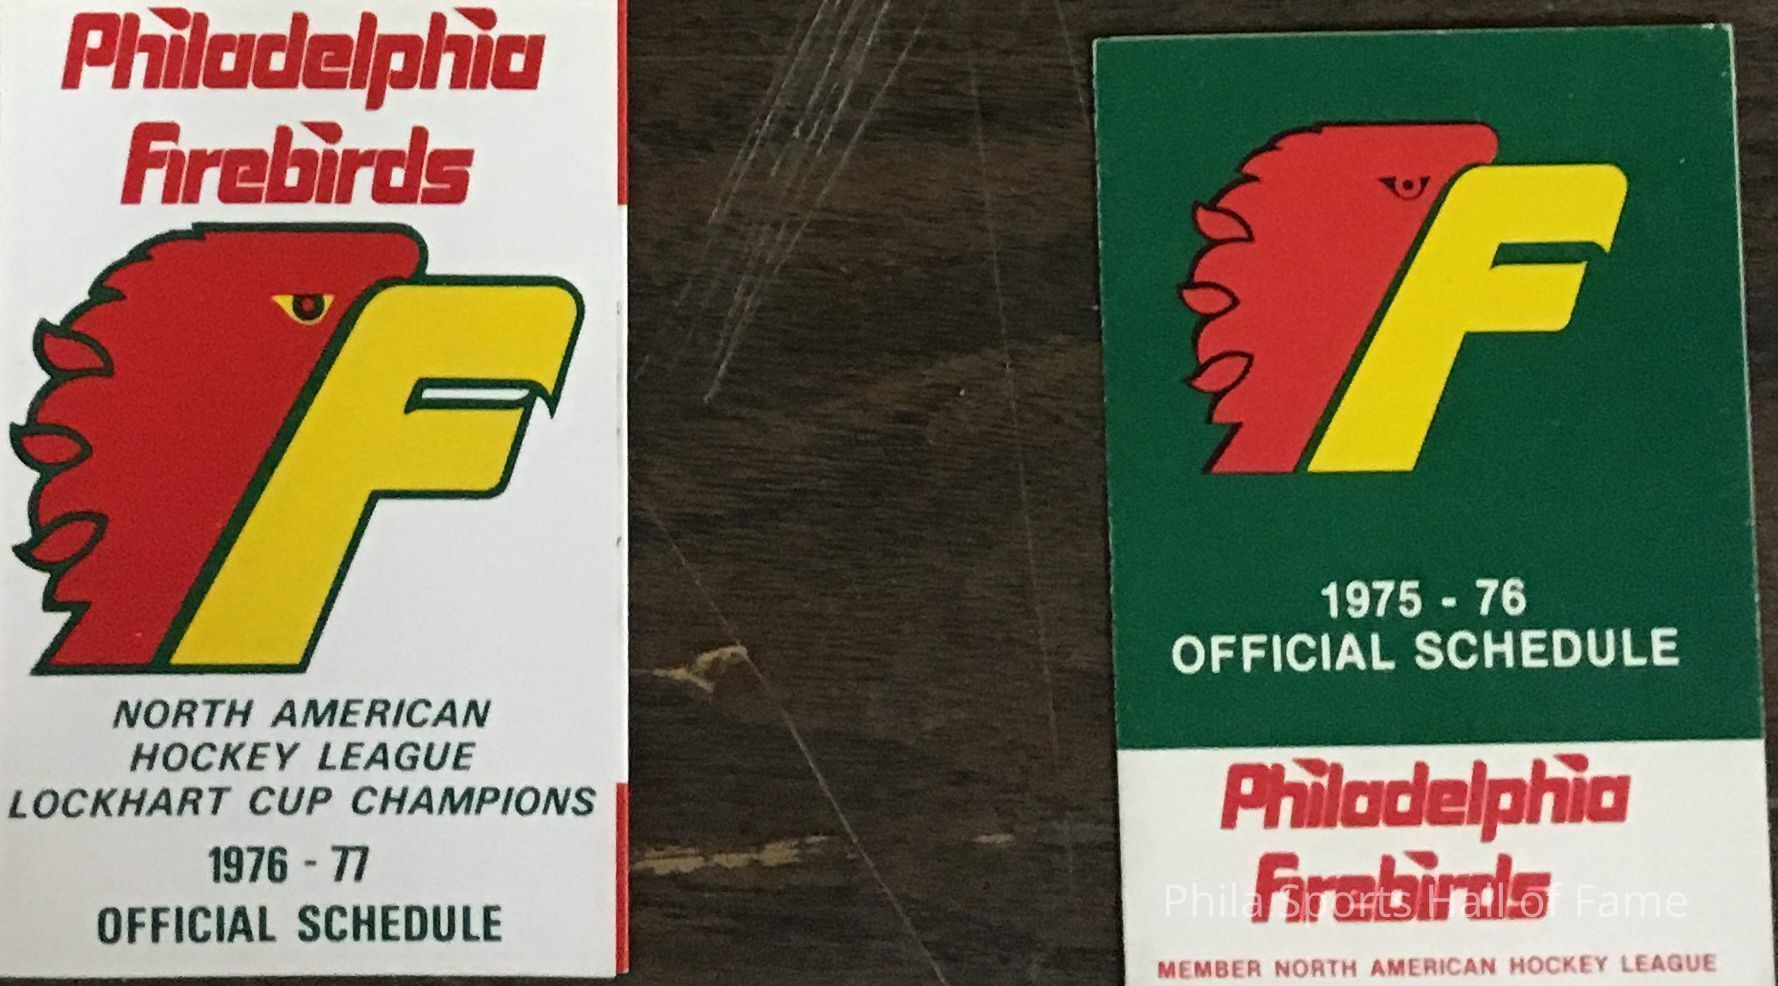 Philadelphia
Firebirds
NORTH AMERICAN
HOCKEY LEAGUE
LOCKHART CUP CHAMPIONS
1976 - 77
OFFICIAL SCHEDULE
F
1975 - 76
OFFICIAL SCHEDULE
Philadelphia
Firebirds
Phila Sports Hall of Fame
MEMBER NORTH AMERICAN HOCKEY LEAGUE